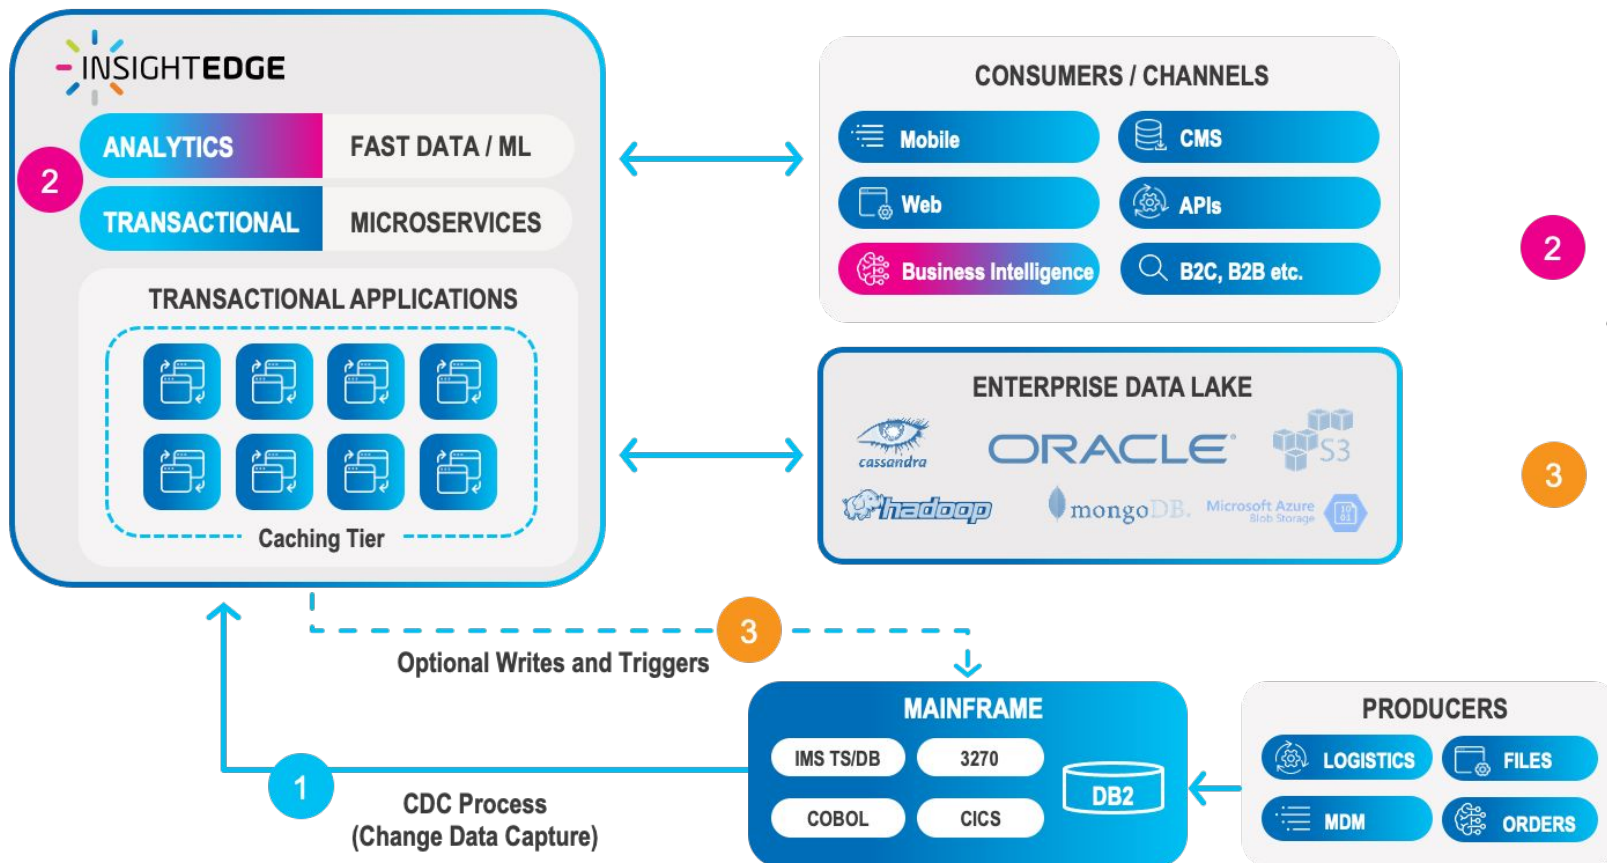 INSIGHTEDGE
ANALYTICS
FAST DATA / ML
2
TRANSACTIONAL
MICROSERVICES
TRANSACTIONAL APPLICATIONS
Caching Tier
CONSUMERS / CHANNELS
Mobile
CMS
Web
APIs
Business Intelligence
B2C, B2B etc.
2
ENTERPRISE DATA LAKE
cassandra
ORACLE
S3
hadoop
mongoDB.
Microsoft Azure
Blob Storage
10
01
3
3
Optional Writes and Triggers
1
CDC Process
(Change Data Capture)
MAINFRAME
IMS TS/DB
3270
COBOL
CICS
DB2
PRODUCERS
LOGISTICS
FILES
MDM
ORDERS